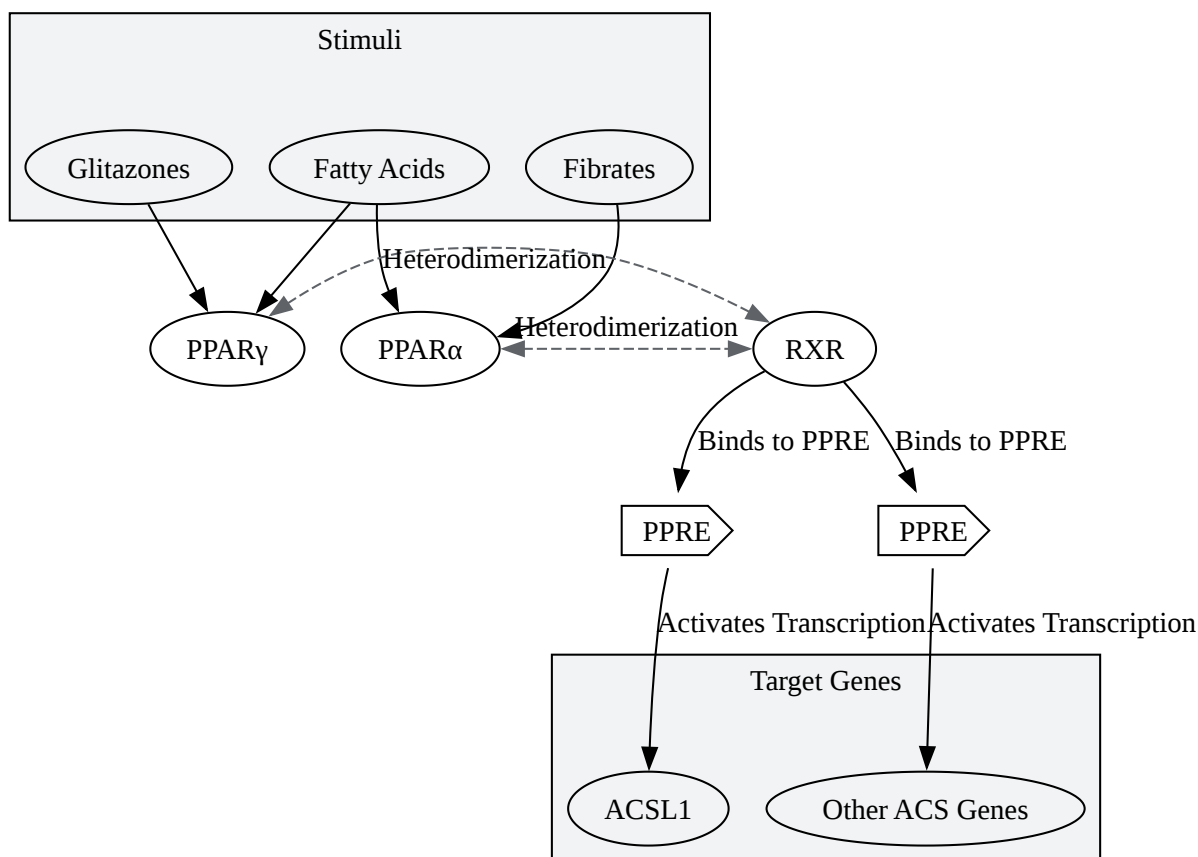 Stimuli
Glitazones
Fatty Acids
Fibrates
Heterodimerization
Heterodimerization
PPARγ
PPARα
RXR
Binds to PPRE
Binds to PPRE
PPRE
PPRE
Activates Transcription
Activates Transcription
Target Genes
ACSL1
Other ACS Genes